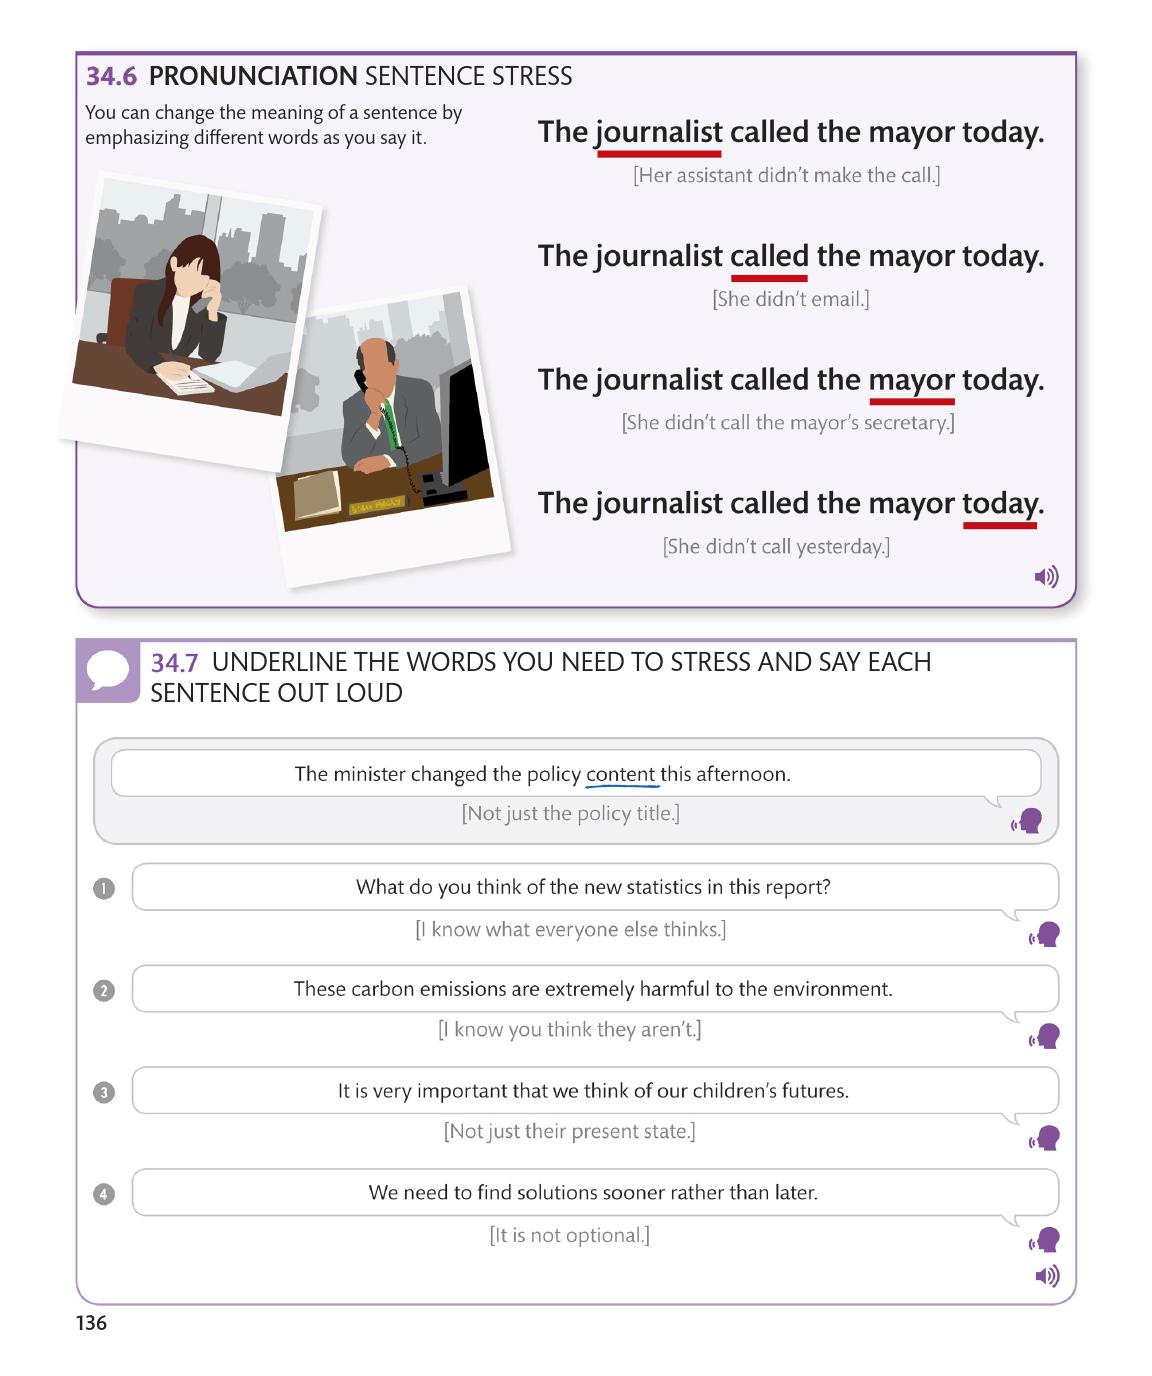 34.6 PRONUNCIATION SENTENCE STRESS
You can change the meaning of a sentence by
emphasizing different words as you say it.
The journalist called the mayor today.
[Her assistant didn’t make the call.]
The journalist called the mayor today.
[She didn’t email.]
The journalist called the mayor today.
[She didn’t call the mayor’s secretary.]
The journalist called the mayor today.
[She didn’t call yesterday.]
34.7 UNDERLINE THE WORDS YOU NEED TO STRESS AND SAY EACH
SENTENCE OUT LOUD
The minister changed the policy content this afternoon.
[Not just the policy title.]
1 What do you think of the new statistics in this report?
[I know what everyone else thinks.]
2 These carbon emissions are extremely harmful to the environment.
[I know you think they aren’t.]
3 It is very important that we think of our children’s futures.
[Not just their present state.]
4 We need to find solutions sooner rather than later.
[It is not optional.]
136